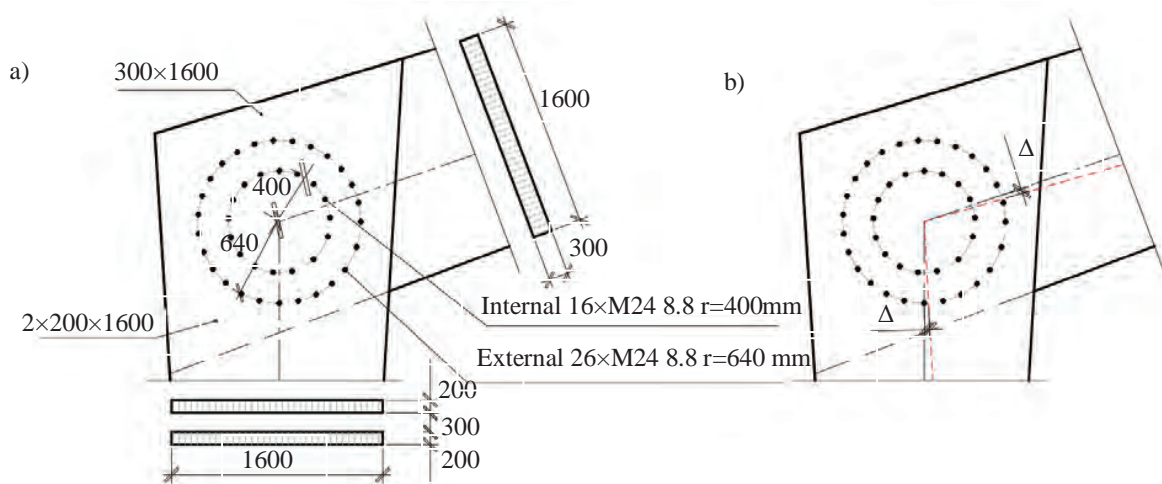 a)
300×1600
1600
b)
Δ
400
640
300
2×200×1600
Internal 16×M24 8.8 r=400mm
Δ
External 26×M24 8.8 r=640 mm
200
300
1600
200